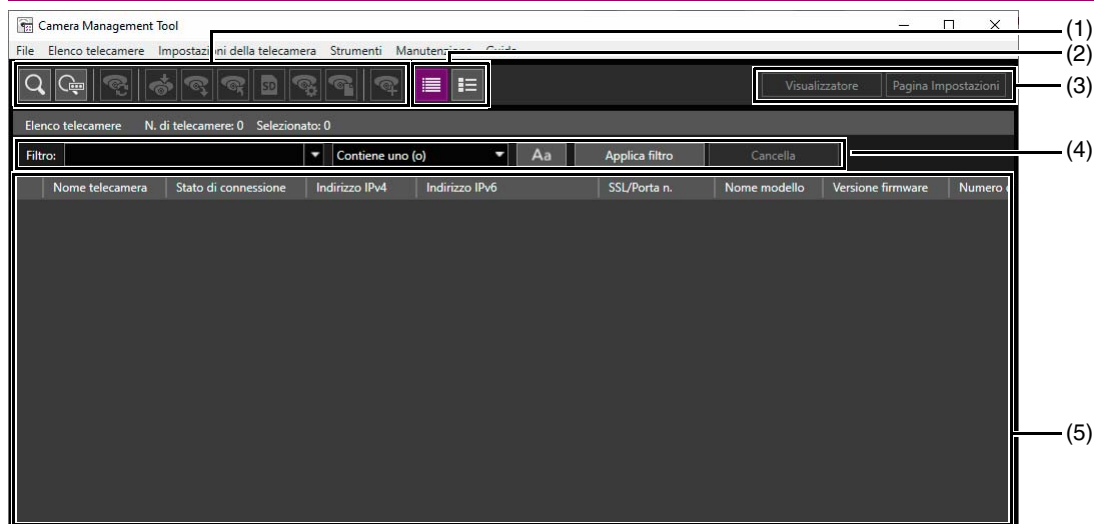 Camera Management Tool
(1)
File Elenco telecamere Impostazioni della telecamera Strumenti Manutenzione Guida
(2)
SD
Visualizzatore Pagina Impostazioni
(3)
Elenco telecamere N. di telecamere: 0 Selezionato: 0
Filtro: Contiene uno (o) Aa Applica filtro Cancella
(4)
Nome telecamera Stato di connessione Indirizzo IPv4 Indirizzo IPv6 SSL/Porta n. Nome modello Versione firmware Numero
(5)